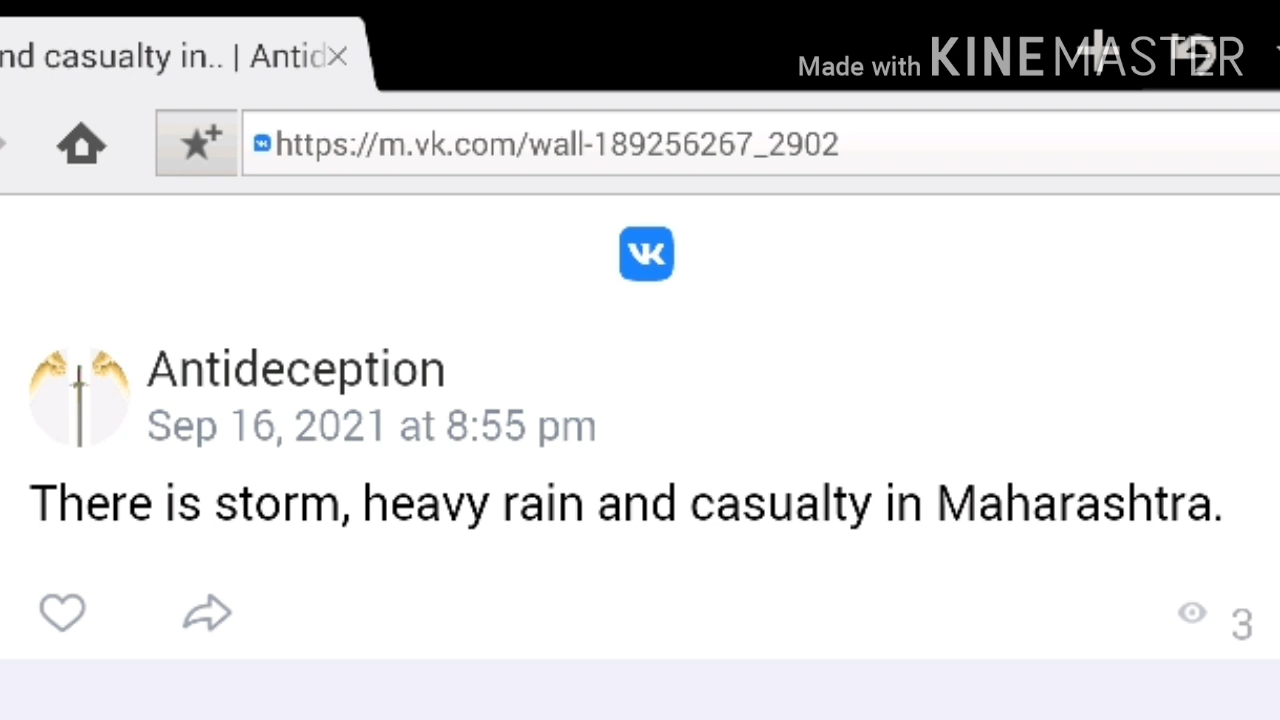 nd casualty in.. | Antid
Made with KINEMASTER
https://m.vk.com/wall-189256267_2902
VK
Antideception
Sep 16, 2021 at 8:55 pm
There is storm, heavy rain and casualty in Maharashtra.
3